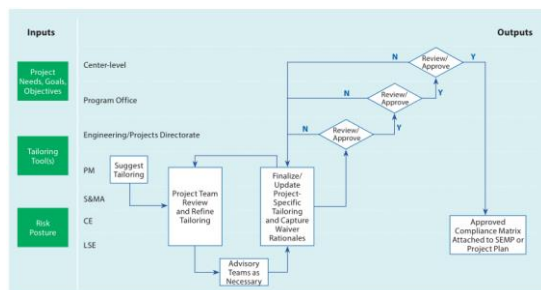 Inputs
Outputs
Project
Needs, Goals,
Objectives
Tailoring
Tool(s)
Risk
Posture
Center-level
Program Office
Engineering/Projects Directorate
PM
S&MA
CE
LSE
Suggest
Tailoring
Project Team
Review
and Refine
Tailoring
Advisory
Teams as
Necessary
Finalize/
Update
Project-
Specific
Tailoring
and Capture
Waiver
Rationales
Review/
Approve
N
Y
Review/
Approve
N
Y
Review/
Approve
N
Y
Approved
Compliance Matrix
Attached to SEMP or
Project Plan